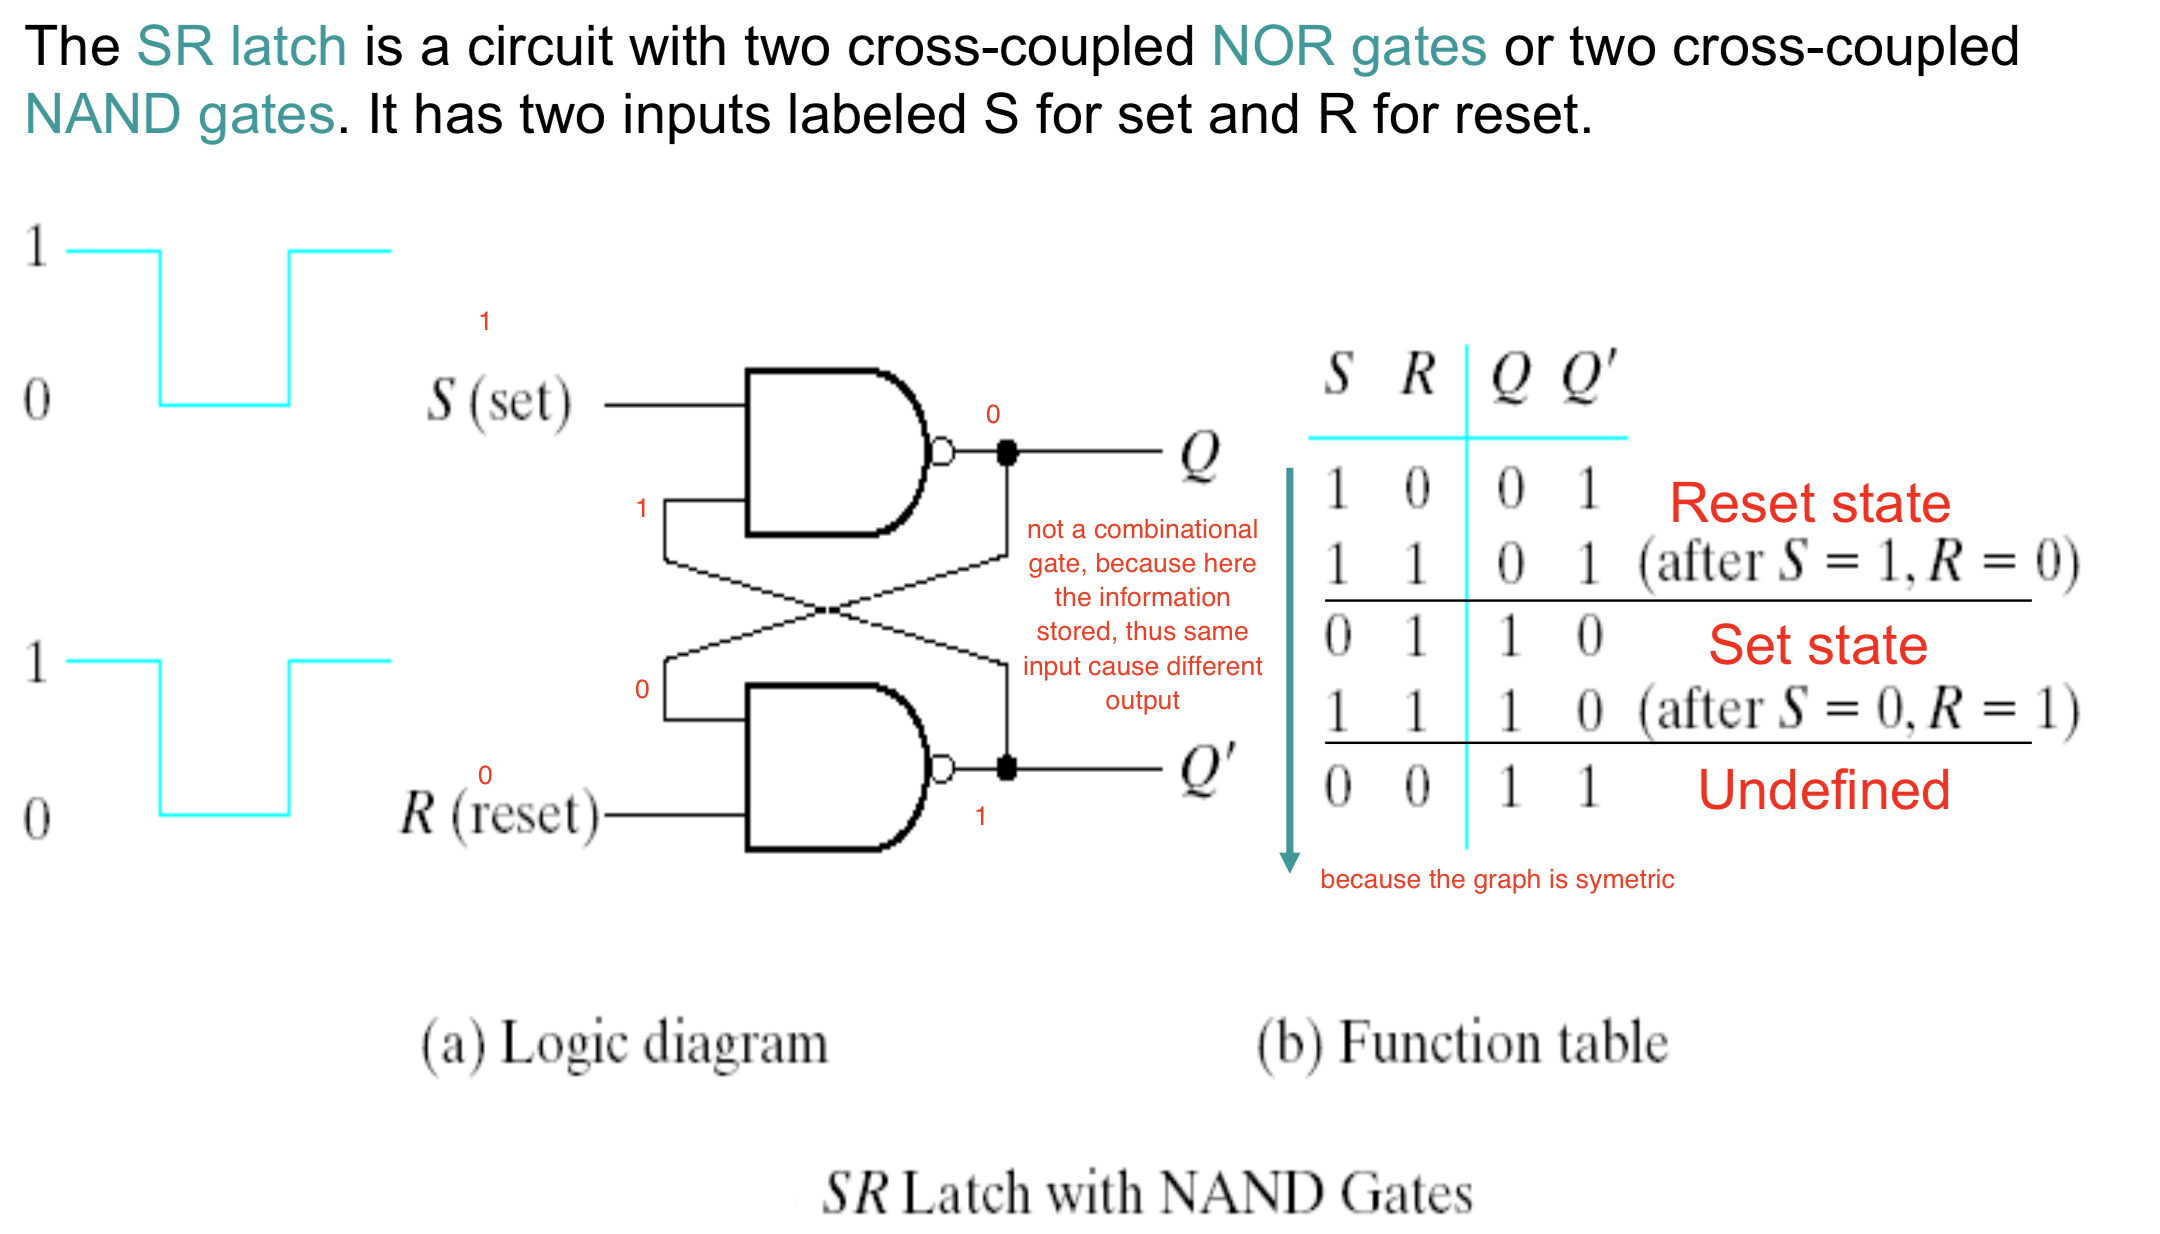 The SR latch is a circuit with two cross-coupled NOR gates or two cross-coupled
NAND gates. It has two inputs labeled S for set and R for reset.
1
0
1
S (set)
1
0
Q
not a combinational
gate, because here
the information
stored, thus same
input cause different
output
1
0
0
0
R (reset)
Q'
1
S R Q Q'
1 0 0 1 Reset state
1 1 0 1 (after S = 1, R = 0)
0 1 1 0 Set state
1 1 1 0 (after S = 0, R = 1)
0 0 1 1 Undefined
because the graph is symetric
(a) Logic diagram
(b) Function table
SR Latch with NAND Gates